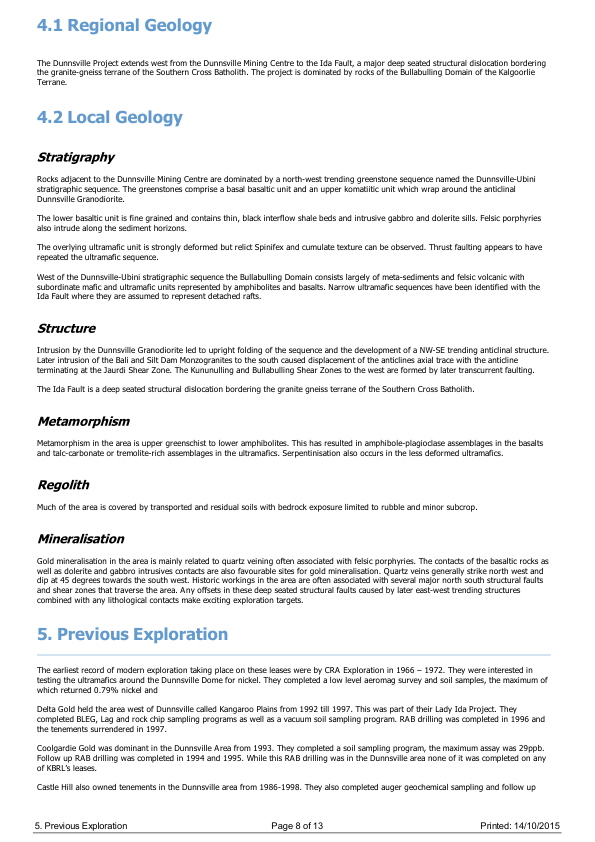 4.1 Regional Geology
The Dunnsville Project extends west from the Dunnsville Mining Centre to the Ida Fault, a major deep seated structural dislocation bordering
the granite-gneiss terrane of the Southern Cross Batholith. The project is dominated by rocks of the Bullabulling Domain of the Kalgoorlie
Terrane.
4.2 Local Geology
Stratigraphy
Rocks adjacent to the Dunnsville Mining Centre are dominated by a north-west trending greenstone sequence named the Dunnsville-Ubini
stratigraphic sequence. The greenstones comprise a basal basaltic unit and an upper komatiitic unit which wrap around the anticlinal
Dunnsville Granodiorite.
The lower basaltic unit is fine grained and contains thin, black interflow shale beds and intrusive gabbro and dolerite sills. Felsic porphyries
also intrude along the sediment horizons.
The overlying ultramafic unit is strongly deformed but relict Spinifex and cumulate texture can be observed. Thrust faulting appears to have
repeated the ultramafic sequence.
West of the Dunnsville-Ubini stratigraphic sequence the Bullabulling Domain consists largely of meta-sediments and felsic volcanic with
subordinate mafic and ultramafic units represented by amphibolites and basalts. Narrow ultramafic sequences have been identified with the
Ida Fault where they are assumed to represent detached rafts.
Structure
Intrusion by the Dunnsville Granodiorite led to upright folding of the sequence and the development of a NW-SE trending anticlinal structure.
Later intrusion of the Bali and Silt Dam Monzogranites to the south caused displacement of the anticlines axial trace with the anticline
terminating at the Jaurdi Shear Zone. The Kununulling and Bullabulling Shear Zones to the west are formed by later transcurrent faulting.
The Ida Fault is a deep seated structural dislocation bordering the granite gneiss terrane of the Southern Cross Batholith.
Metamorphism
Metamorphism in the area is upper greenschist to lower amphibolites. This has resulted in amphibole-plagioclase assemblages in the basalts
and talc-carbonate or tremolite-rich assemblages in the ultramafics. Serpentinisation also occurs in the less deformed ultramafics.
Regolith
Much of the area is covered by transported and residual soils with bedrock exposure limited to rubble and minor subcrop.
Mineralisation
Gold mineralisation in the area is mainly related to quartz veining often associated with felsic porphyries. The contacts of the basaltic rocks as
well as dolerite and gabbro intrusives contacts are also favourable sites for gold mineralisation. Quartz veins generally strike north west and
dip at 45 degrees towards the south west. Historic workings in the area are often associated with several major north south structural faults
and shear zones that traverse the area. Any offsets in these deep seated structural faults caused by later east-west trending structures
combined with any lithological contacts make exciting exploration targets.
5. Previous Exploration
The earliest record of modern exploration taking place on these leases were by CRA Exploration in 1966 – 1972. They were interested in
testing the ultramafics around the Dunnsville Dome for nickel. They completed a low level aeromag survey and soil samples, the maximum of
which returned 0.79% nickel and
Delta Gold held the area west of Dunnsville called Kangaroo Plains from 1992 till 1997. This was part of their Lady Ida Project. They
completed BLEG, Lag and rock chip sampling programs as well as a vacuum soil sampling program. RAB drilling was completed in 1996 and
the tenements surrendered in 1997.
Coolgardie Gold was dominant in the Dunnsville Area from 1993. They completed a soil sampling program, the maximum assay was 29ppb.
Follow up RAB drilling was completed in 1994 and 1995. While this RAB drilling was in the Dunnsville area none of it was completed on any
of KBRL's leases.
Castle Hill also owned tenements in the Dunnsville area from 1986-1998. They also completed auger geochemical sampling and follow up
5. Previous Exploration Page 8 of 13 Printed: 14/10/2015